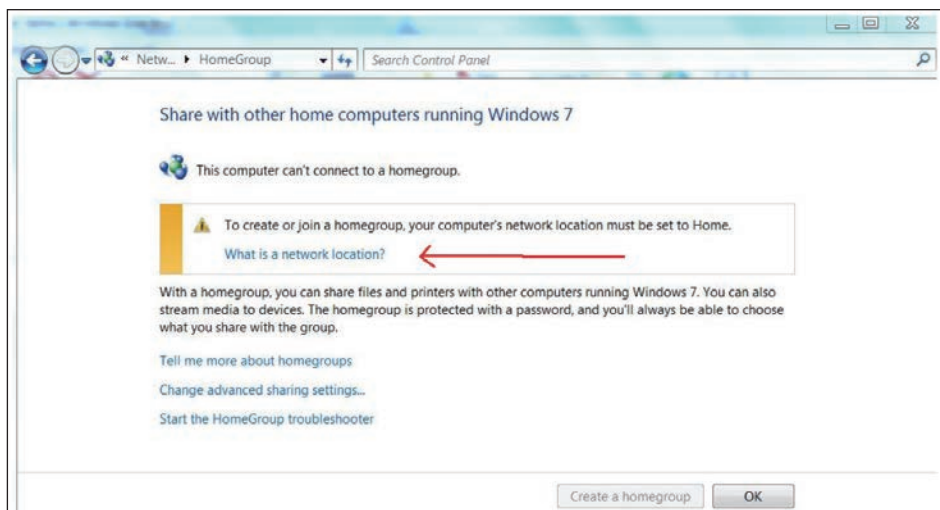 « Netw... ▸ HomeGroup Search Control Panel
Share with other home computers running Windows 7
This computer can't connect to a homegroup.
To create or join a homegroup, your computer's network location must be set to Home.
What is a network location?
With a homegroup, you can share files and printers with other computers running Windows 7. You can also
stream media to devices. The homegroup is protected with a password, and you'll always be able to choose
what you share with the group.
Tell me more about homegroups
Change advanced sharing settings...
Start the HomeGroup troubleshooter
Create a homegroup OK